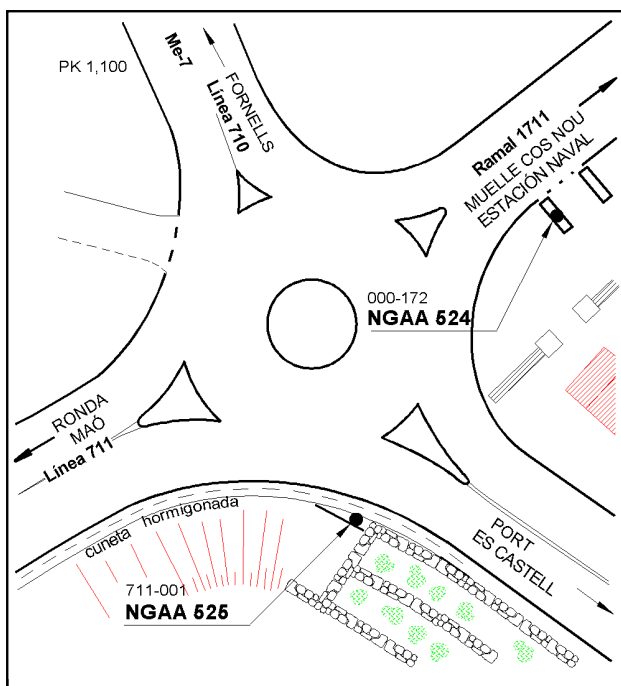 Me-7
PK 1,100
FORNELLS
Línea 710
Ramal 1711
MUELLE COS NOU
ESTACIÓN NAVAL
000-172
NGAA 524
RONDA
MAÓ
Línea 711
cuneta hormigonada
711-001
NGAA 525
PORT
ES CASTELL